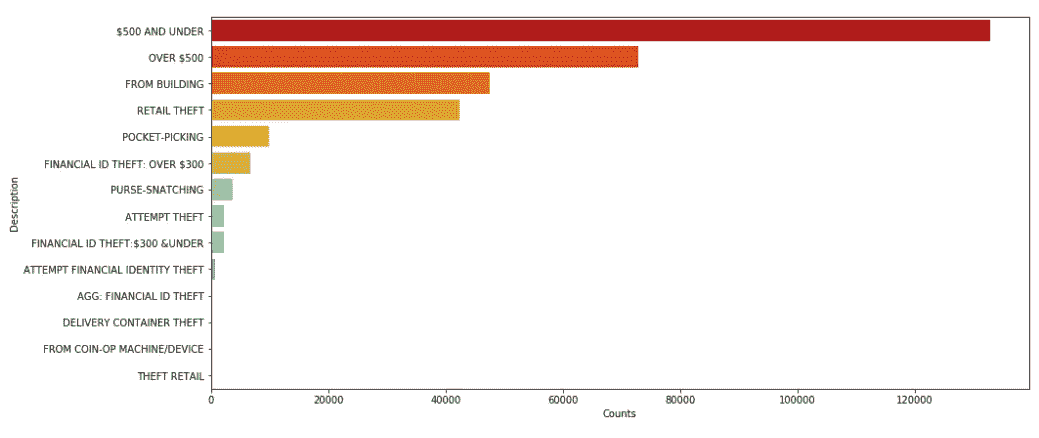 $500 AND UNDER
OVER $500
FROM BUILDING
RETAIL THEFT
POCKET-PICKING
FINANCIAL ID THEFT: OVER $300
PURSE-SNATCHING
ATTEMPT THEFT
FINANCIAL ID THEFT:$300 &UNDER
ATTEMPT FINANCIAL IDENTITY THEFT
AGG: FINANCIAL ID THEFT
DELIVERY CONTAINER THEFT
FROM COIN-OP MACHINE/DEVICE
THEFT RETAIL
Description
0 20000 40000 60000 80000 100000 120000
Counts